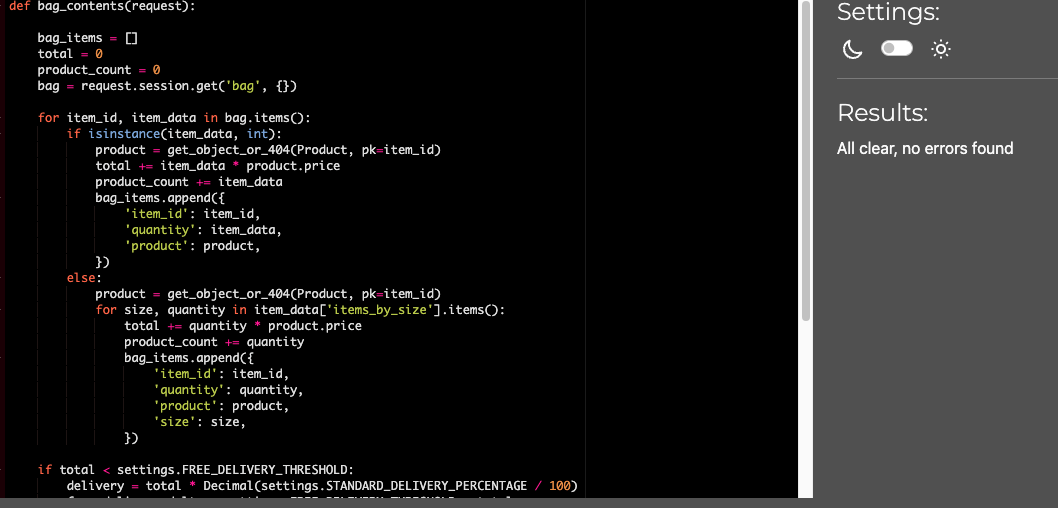 def bag_contents(request):
    bag_items = []
    total = 0
    product_count = 0
    bag = request.session.get('bag', {})
    for item_id, item_data in bag.items():
        if isinstance(item_data, int):
            product = get_object_or_404(Product, pk=item_id)
            total += item_data * product.price
            product_count += item_data
            bag_items.append({
                'item_id': item_id,
                'quantity': item_data,
                'product': product,
            })
        else:
            product = get_object_or_404(Product, pk=item_id)
            for size, quantity in item_data['items_by_size'].items():
                total += quantity * product.price
                product_count += quantity
                bag_items.append({
                    'item_id': item_id,
                    'quantity': quantity,
                    'product': product,
                    'size': size,
                })
    if total < settings.FREE_DELIVERY_THRESHOLD:
        delivery = total * Decimal(settings.STANDARD_DELIVERY_PERCENTAGE / 100)
Settings:
Results:
All clear, no errors found